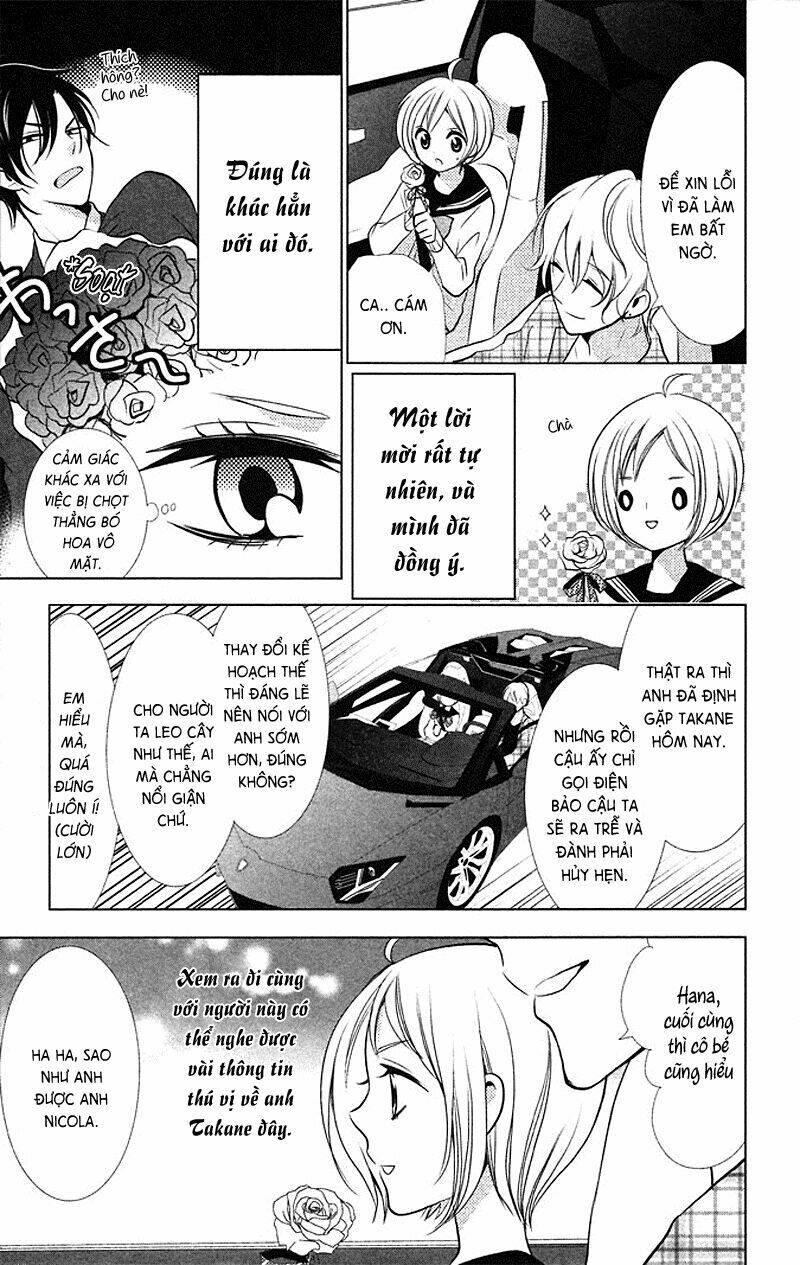 ĐỂ XIN LỖI
VÌ ĐÃ LÀM
EM BẤT
NGỜ.
CA.. CÁM
ƠN.
Đúng là
khác hẳn
với ai đó.
Thích
hông?
Cho nè!
*SOẠT*
わっさ〜
CẢM GIÁC
KHÁC XA VỚI
VIỆC BỊ CHỌT
THẲNG BÓ
HOA VÔ
MẶT.
Chà
Một lời
mời rất tự
nhiên, và
mình đã
đồng ý.
THẬT RA THÌ
ANH ĐÃ ĐỊNH
GẶP TAKANE
HÔM NAY.
NHƯNG RỒI
CẬU ẤY CHỈ
GỌI ĐIỆN
BẢO CẬU TA
SẼ RA TRỄ VÀ
ĐÀNH PHẢI
HỦY HẸN.
THAY ĐỔI KẾ
HOẠCH THẾ
THÌ ĐÁNG LẼ
NÊN NÓI VỚI
ANH SỚM
HƠN, ĐÚNG
KHÔNG?
CHO NGƯỜI
TA LEO CÂY
NHƯ THẾ, AI
MÀ CHẲNG
NỔI GIẬN
CHỨ.
EM
HIỂU
MÀ,
QUÁ
ĐÚNG
LUÔN Í!
(CƯỜI
LỚN)
Hana,
cuối cùng
thì cô bé
cũng hiểu
Xem ra đi cùng
với người này có
thể nghe được
vài thông tin
thú vị về anh
Takane đây.
HA HA, SAO
NHƯ ANH
ĐƯỢC ANH
NICOLA.